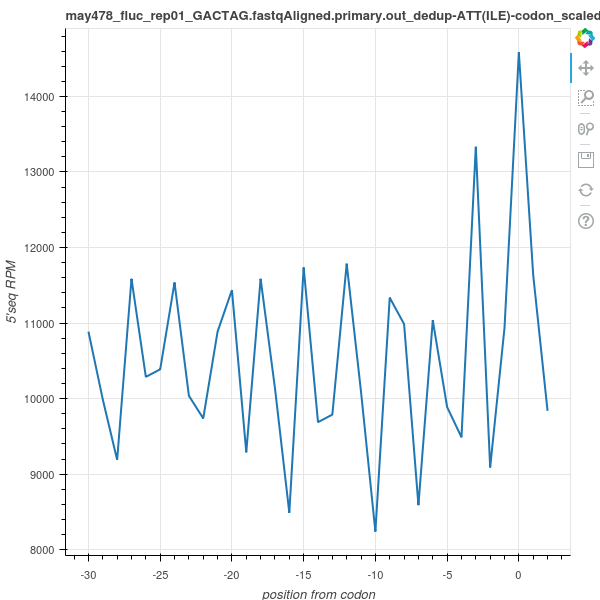 may478_fluc_rep01_GACTAG.fastqAligned.primary.out_dedup-ATT(ILE)-codon_scaled
14000
13000
12000
11000
10000
9000
8000
5'seq RPM
-30 -25 -20 -15 -10 -5 0
position from codon